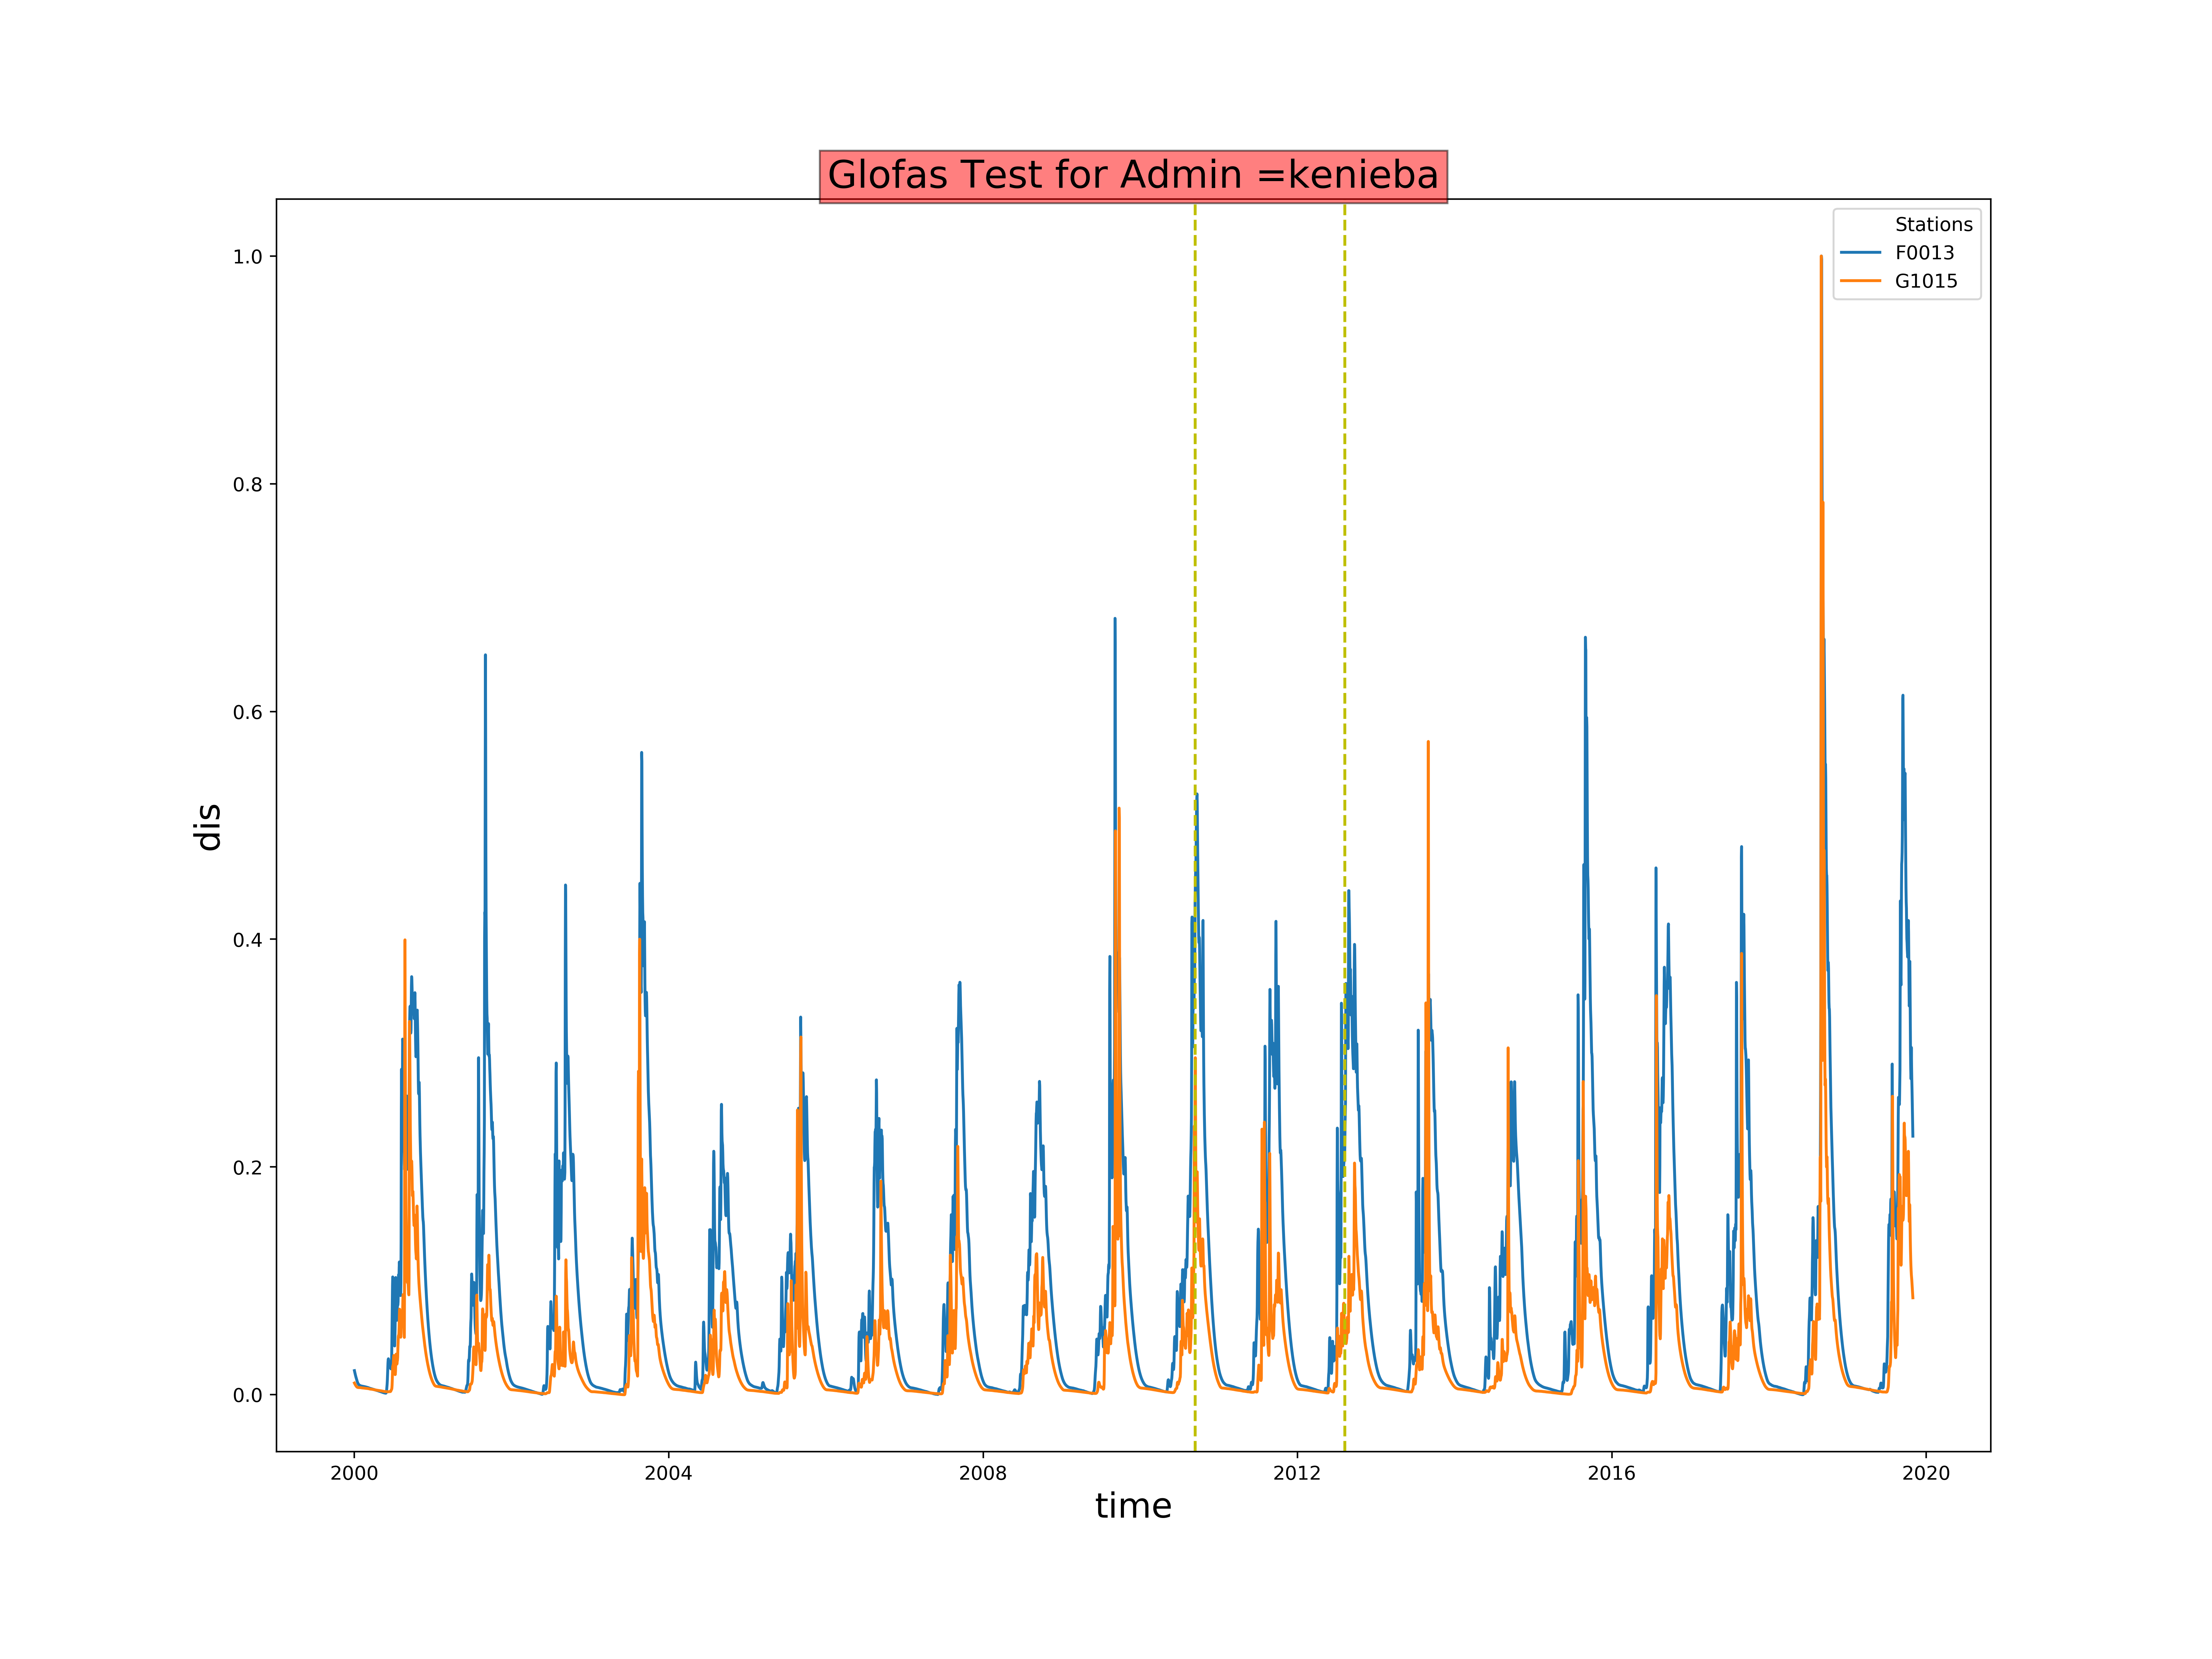 Glofas Test for Admin =kenieba
Stations
F0013
G1015
1.0
0.8
0.6
0.4
0.2
0.0
dis
2000 2004 2008 2012 2016 2020
time